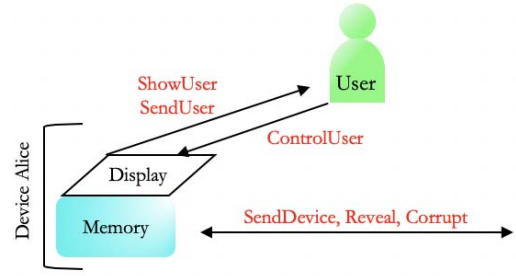 ShowUser
SendUser
User
ControlUser
Device Alice
Display
Memory
SendDevice, Reveal, Corrupt